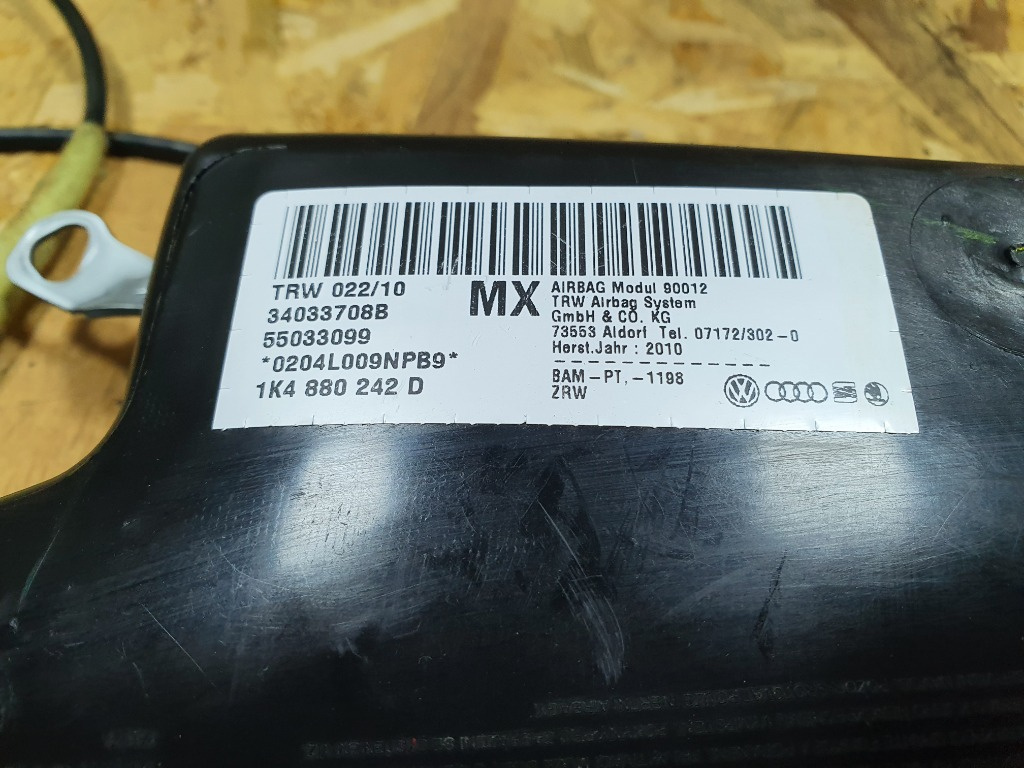 TRW 022/10
34033708B
55033099
*0204L009NPB9*
1K4 880 242 D
MX
AIRBAG Modul 90012
TRW Airbag System
GmbH & CO. KG
73553 Aldorf Tel. 07172/302-0
Herst.Jahr : 2010
BAM-PT.-1198
ZRW